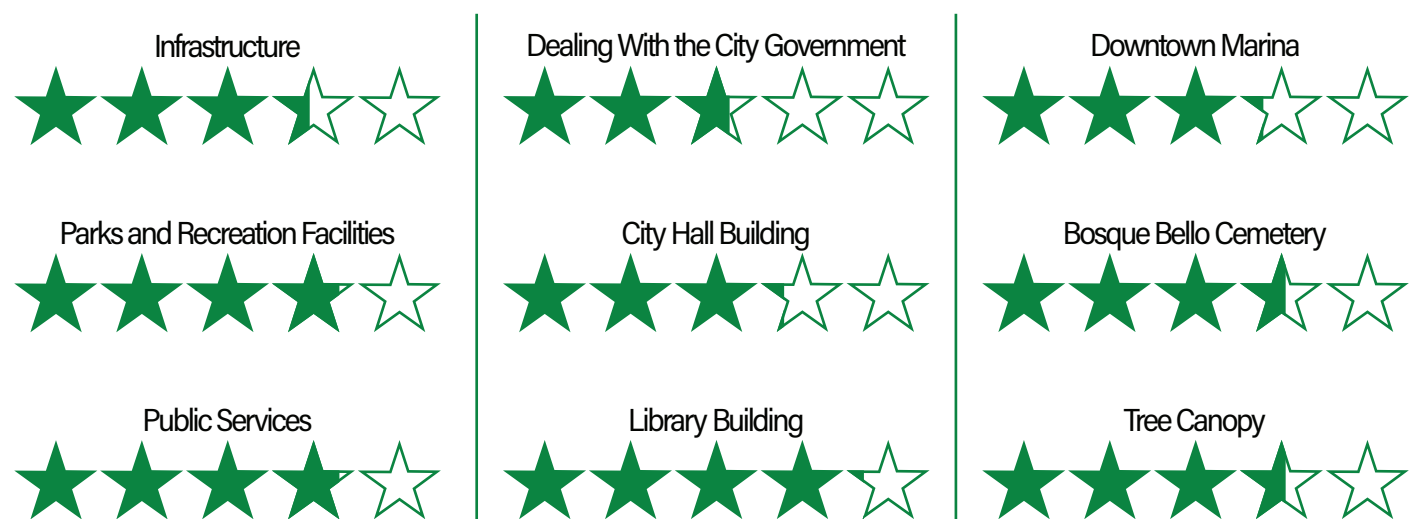 Infrastructure
Dealing With the City Government
Downtown Marina
Parks and Recreation Facilities
City Hall Building
Bosque Bello Cemetery
Public Services
Library Building
Tree Canopy